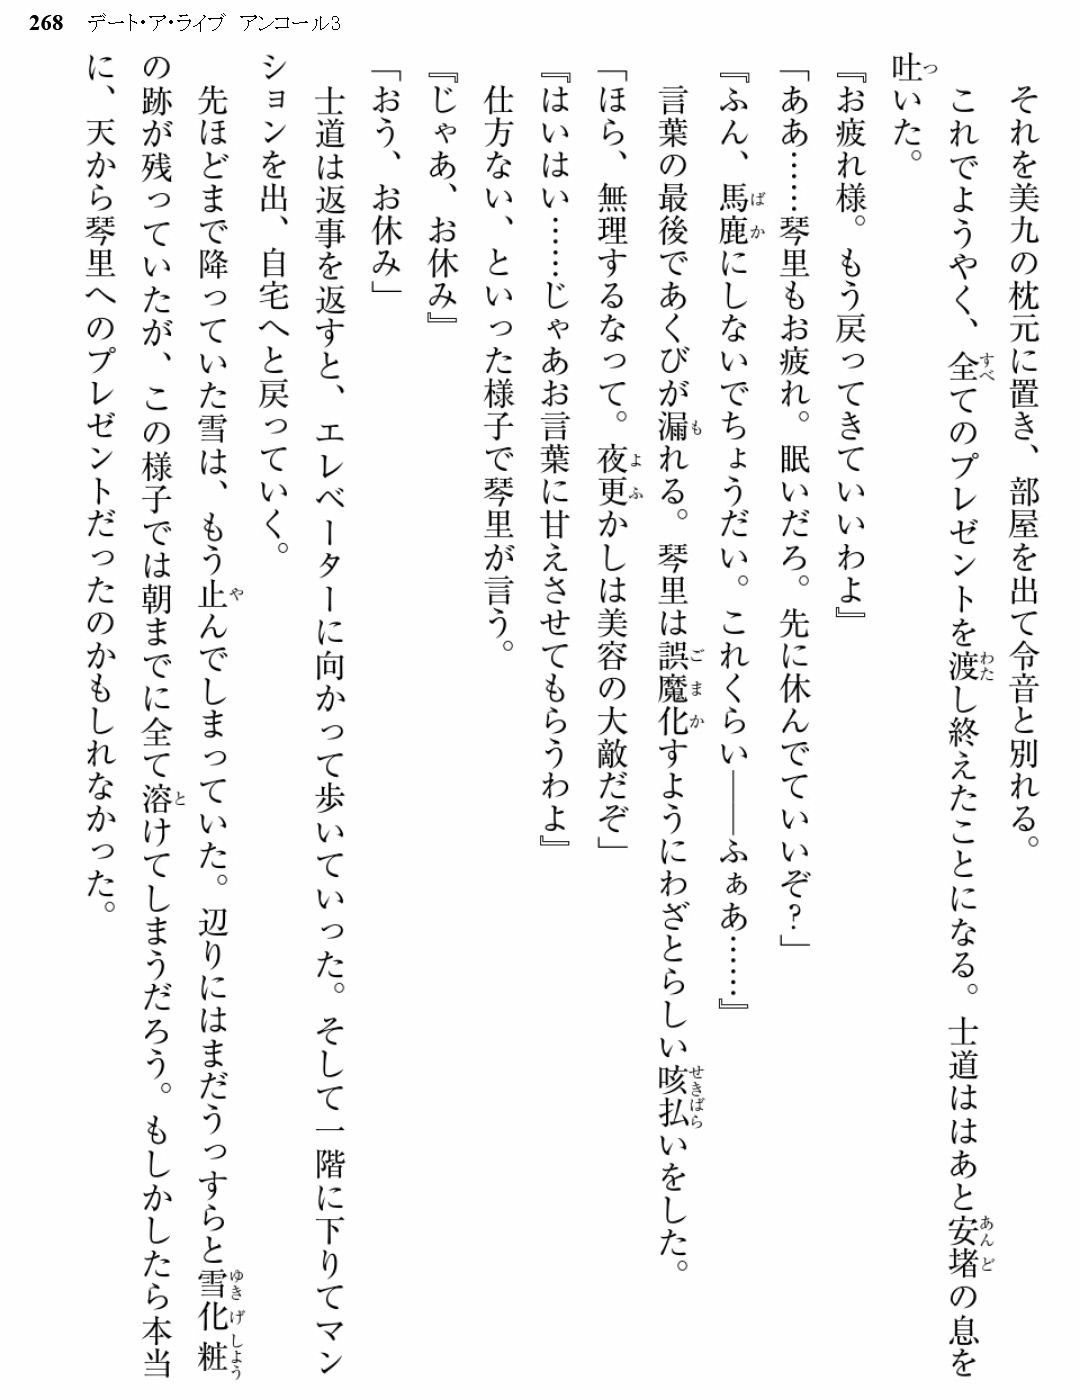 268 デート・ア・ライブ アンコール3
それを美九の枕元に置き、部屋を出て令音と別れる。
これでようやく、全てのプレゼントを渡し終えたことになる。士道ははあと安堵の息を
吐いた。
『お疲れ様。もう戻ってきていいわよ』
「ああ……琴里もお疲れ。眠いだろ。先に休んでていいぞ？」
『ふん、馬鹿にしないでちょうだい。これくらい――ふぁあ……』
言葉の最後であくびが漏れる。琴里は誤魔化すようにわざとらしい咳払いをした。
「ほら、無理するなって。夜更かしは美容の大敵だぞ」
『はいはい……じゃあお言葉に甘えさせてもらうわよ』
仕方ない、といった様子で琴里が言う。
『じゃあ、お休み』
「おう、お休み」
士道は返事を返すと、エレベーターに向かって歩いていった。そして一階に下りてマン
ションを出、自宅へと戻っていく。
先ほどまで降っていた雪は、もう止んでしまっていた。辺りにはまだうっすらと雪化粧
の跡が残っていたが、この様子では朝までに全て溶けてしまうだろう。もしかしたら本当
に、天から琴里へのプレゼントだったのかもしれなかった。